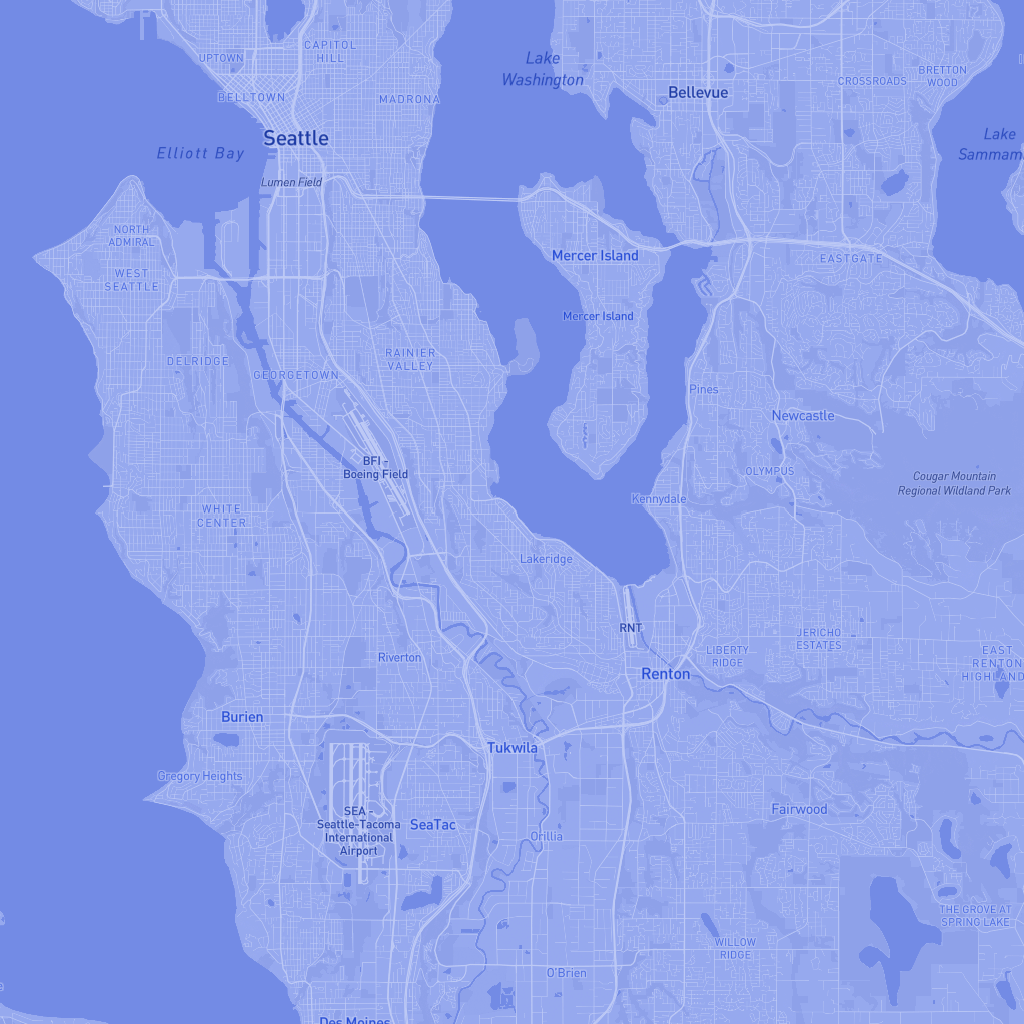 CAPITOL
HILL
UPTOWN
Lake
Washington
BRETTON
WOOD
CROSSROADS
Bellevue
BELLTOWN
MADRONA
Seattle
Lake
Elliott Bay
Lumen Field
NORTH
ADMIRAL
Mercer Island
EASTGATE
WEST
SEATTLE
Mercer Island
RAINIER
VALLEY
DELRIDGE
GEORGETOWN
Pines
Newcastle
BFI -
Boeing Field
OLYMPUS
Cougar Mountain
Regional Wildland Park
Kennydale
WHITE
CENTER
Lakeridge
RNT
JERICHO
ESTATES
LIBERTY
RIDGE
EAST
RENTON
HIGHLAND
Riverton
Renton
Burien
Tukwila
Gregory Heights
SEA -
Seattle-Tacoma
International
Airport
SeaTac
Fairwood
Orillia
THE GROVE AT
SPRING LAKE
WILLOW
RIDGE
O'Brien
Des Moines